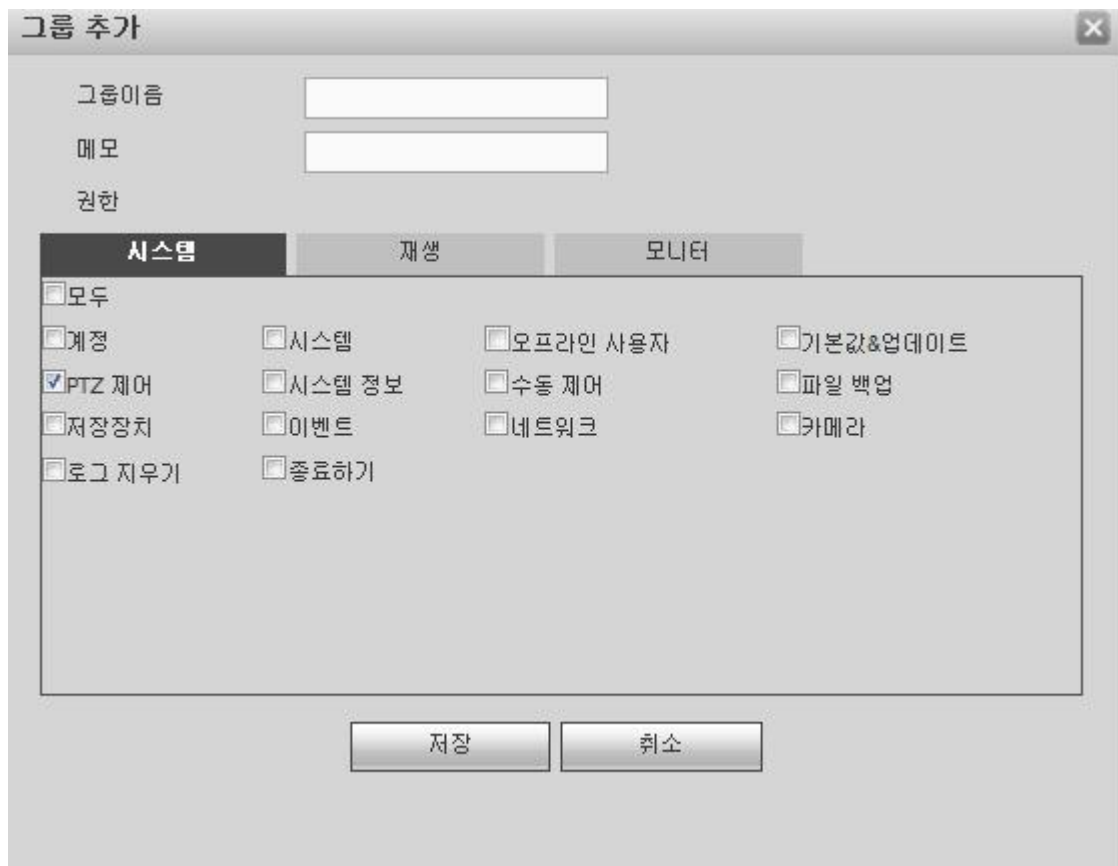 그룹 추가
그룹이름
메모
권한
시스템 재생 모니터
모두
계정 시스템 오프라인 사용자 기본값&업데이트
PTZ 제어 시스템 정보 수동 제어 파일 백업
저장장치 이벤트 네트워크 카메라
로그 지우기 종료하기
저장 취소